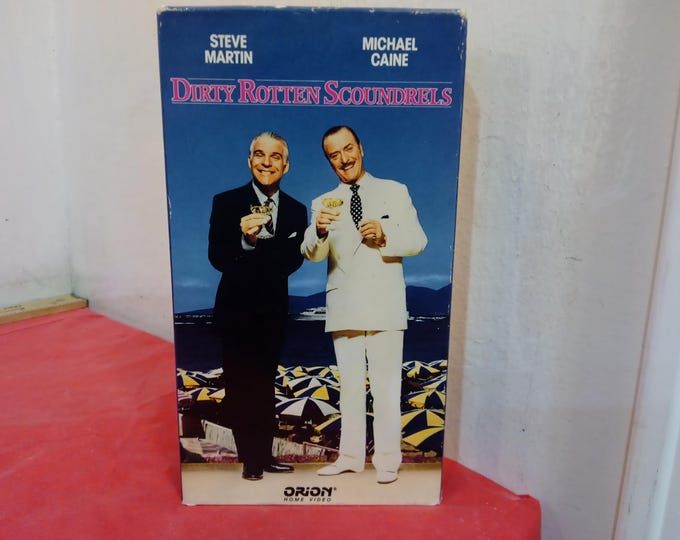 STEVE MARTIN
MICHAEL CAINE
DIRTY ROTTEN SCOUNDRELS
ORION®
HOME VIDEO